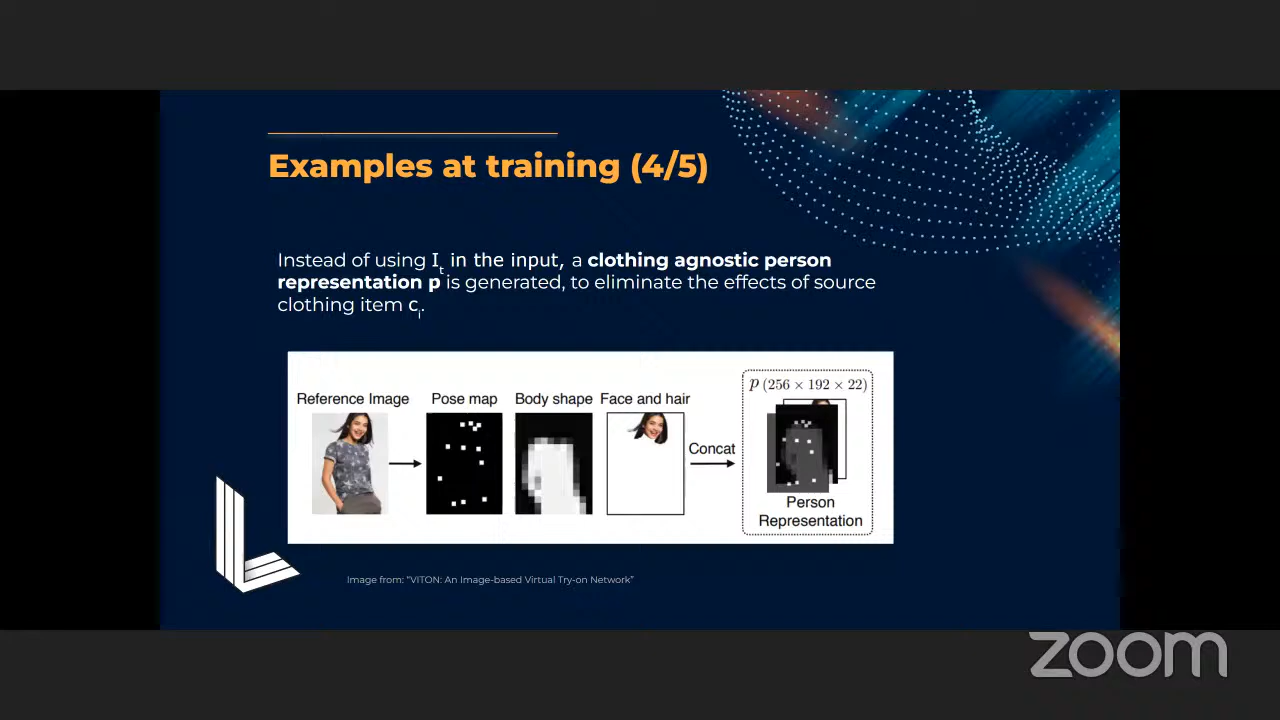 Examples at training (4/5)
Instead of using Iₜ in the input, a clothing agnostic person
representation p is generated, to eliminate the effects of source
clothing item cᵢ.
Reference Image Pose map Body shape Face and hair
Concat
p (256 × 192 × 22)
Person
Representation
Image from: “VITON: An Image-based Virtual Try-on Network”
zoom